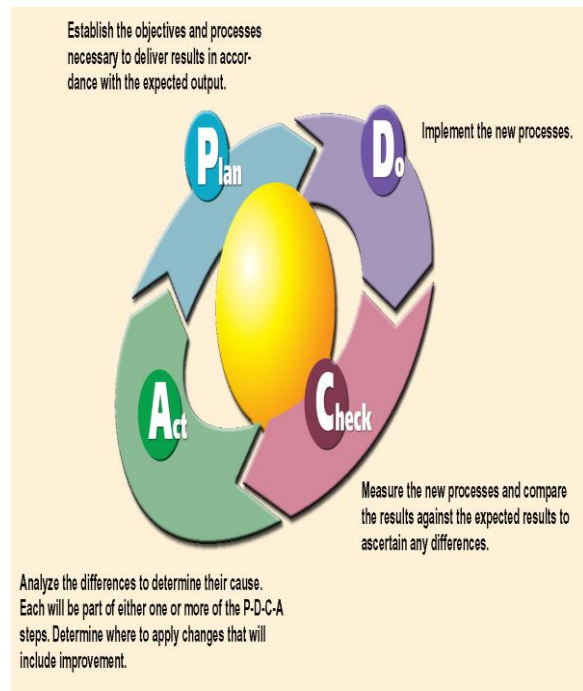 Establish the objectives and processes
necessary to deliver results in accor-
dance with the expected output.
Plan
Do
Implement the new processes.
Act
Check
Measure the new processes and compare
the results against the expected results to
ascertain any differences.
Analyze the differences to determine their cause.
Each will be part of either one or more of the P-D-C-A
steps. Determine where to apply changes that will
include improvement.